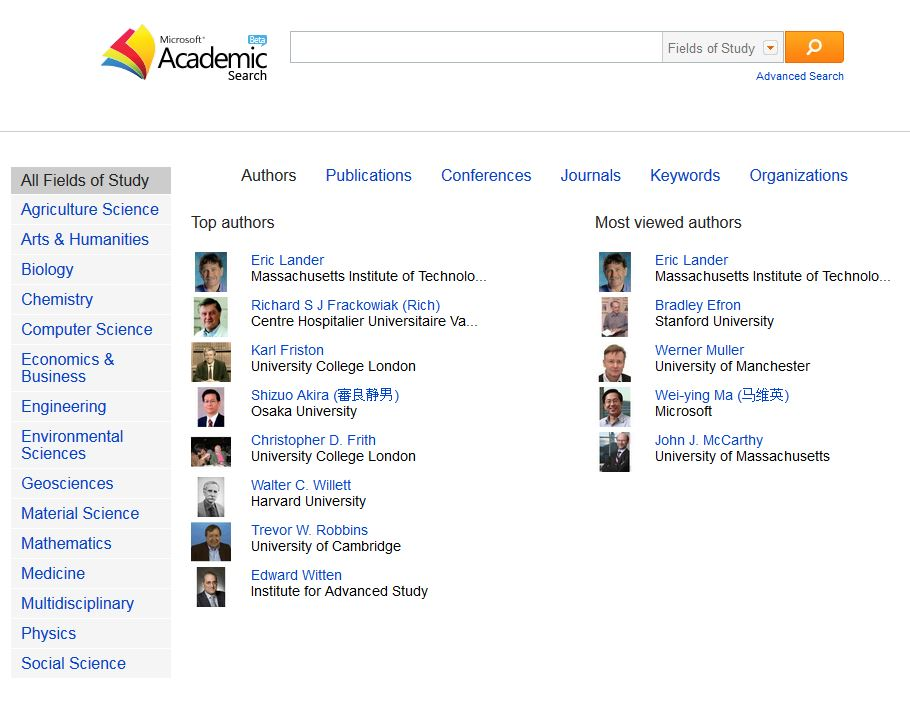 Microsoft®
Beta
Academic
Search
Fields of Study
Advanced Search
All Fields of Study
Agriculture Science
Arts & Humanities
Biology
Chemistry
Computer Science
Economics &
Business
Engineering
Environmental
Sciences
Geosciences
Material Science
Mathematics
Medicine
Multidisciplinary
Physics
Social Science
Authors Publications Conferences Journals Keywords Organizations
Top authors
Eric Lander
Massachusetts Institute of Technolo...
Richard S J Frackowiak (Rich)
Centre Hospitalier Universitaire Va...
Karl Friston
University College London
Shizuo Akira (審良静男)
Osaka University
Christopher D. Frith
University College London
Walter C. Willett
Harvard University
Trevor W. Robbins
University of Cambridge
Edward Witten
Institute for Advanced Study
Most viewed authors
Eric Lander
Massachusetts Institute of Technolo...
Bradley Efron
Stanford University
Werner Muller
University of Manchester
Wei-ying Ma (马维英)
Microsoft
John J. McCarthy
University of Massachusetts